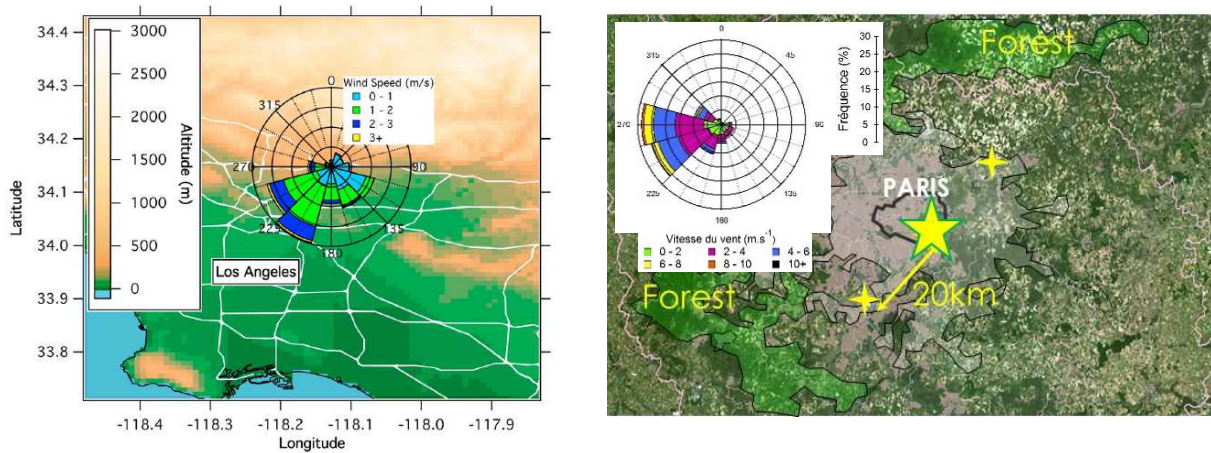 34.4
34.3
34.2
34.1
34.0
33.9
33.8
Latitude
3000
2500
2000
1500
1000
500
0
Altitude (m)
Wind Speed (m/s)
0 - 1
1 - 2
2 - 3
3+
0
315
270
90
225
135
180
Los Angeles
-118.4
-118.3
-118.2
-118.1
-118.0
-117.9
Longitude
0
315
45
270
90
225
135
180
Vitesse du vent (m.s-1)
0 - 2
2 - 4
4 - 6
6 - 8
8 - 10
10+
30
25
20
15
10
5
0
Fréquence (%)
Forest
PARIS
Forest
20km